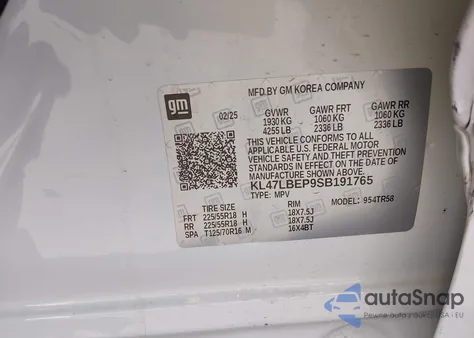 gm
MFD BY GM KOREA COMPANY
02/25 GVWR GAWR FRT GAWR RR
1930 KG 1060 KG 1060 KG
4255 LB 2336 LB 2336 LB
THIS VEHICLE CONFORMS TO ALL
APPLICABLE U.S. FEDERAL MOTOR
VEHICLE SAFETY, BUMPER, AND THEFT PREVENTION
STANDARDS IN EFFECT ON THE DATE OF
MANUFACTURE SHOWN ABOVE.
KL47LBEP9SB191765
TYPE: MPV MODEL: 954TR58
TIRE SIZE RIM
FRT 225/55R18 H 18X7.5J
RR 225/55R18 H 18X7.5J
SPA T125/70R16 M 16X4BT
autoSnap